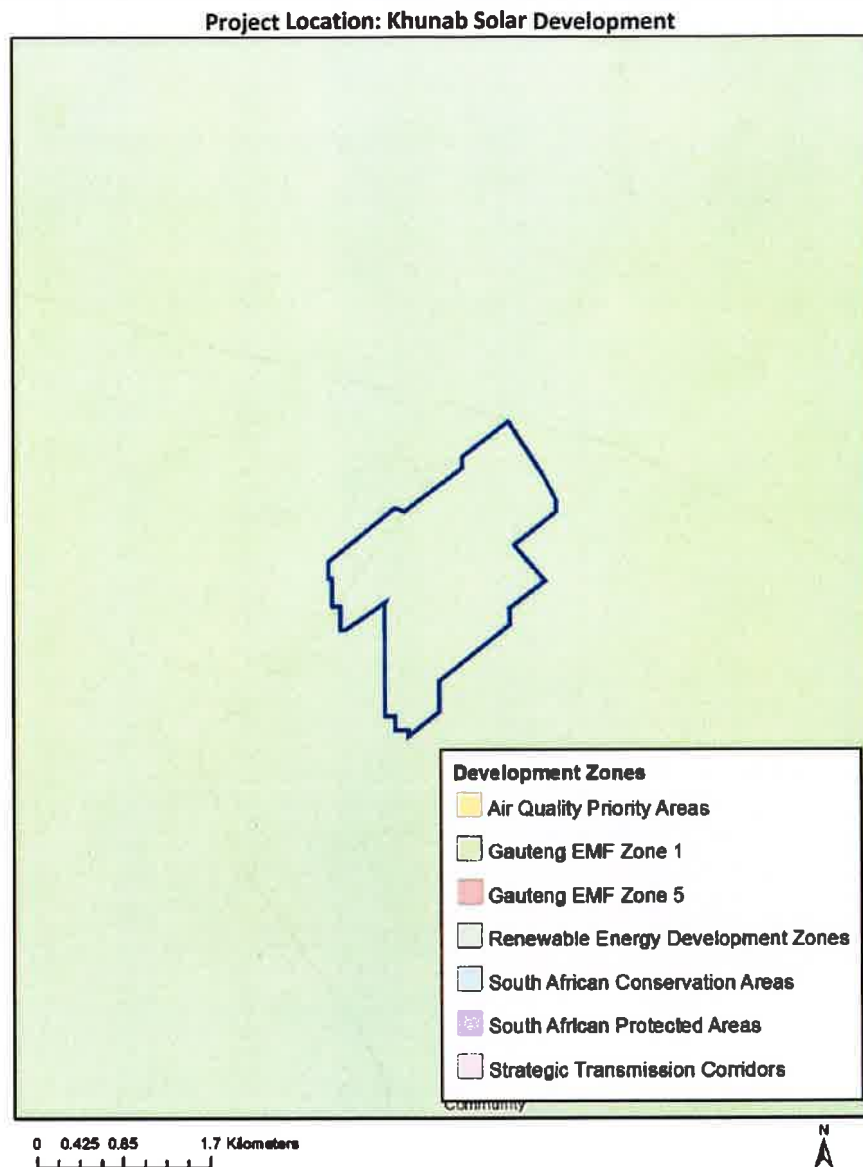 Project Location: Khunab Solar Development
Development Zones
Air Quality Priority Areas
Gauteng EMF Zone 1
Gauteng EMF Zone 5
Renewable Energy Development Zones
South African Conservation Areas
South African Protected Areas
Strategic Transmission Corridors
Community
0 0.425 0.85 1.7 Kilometers
N